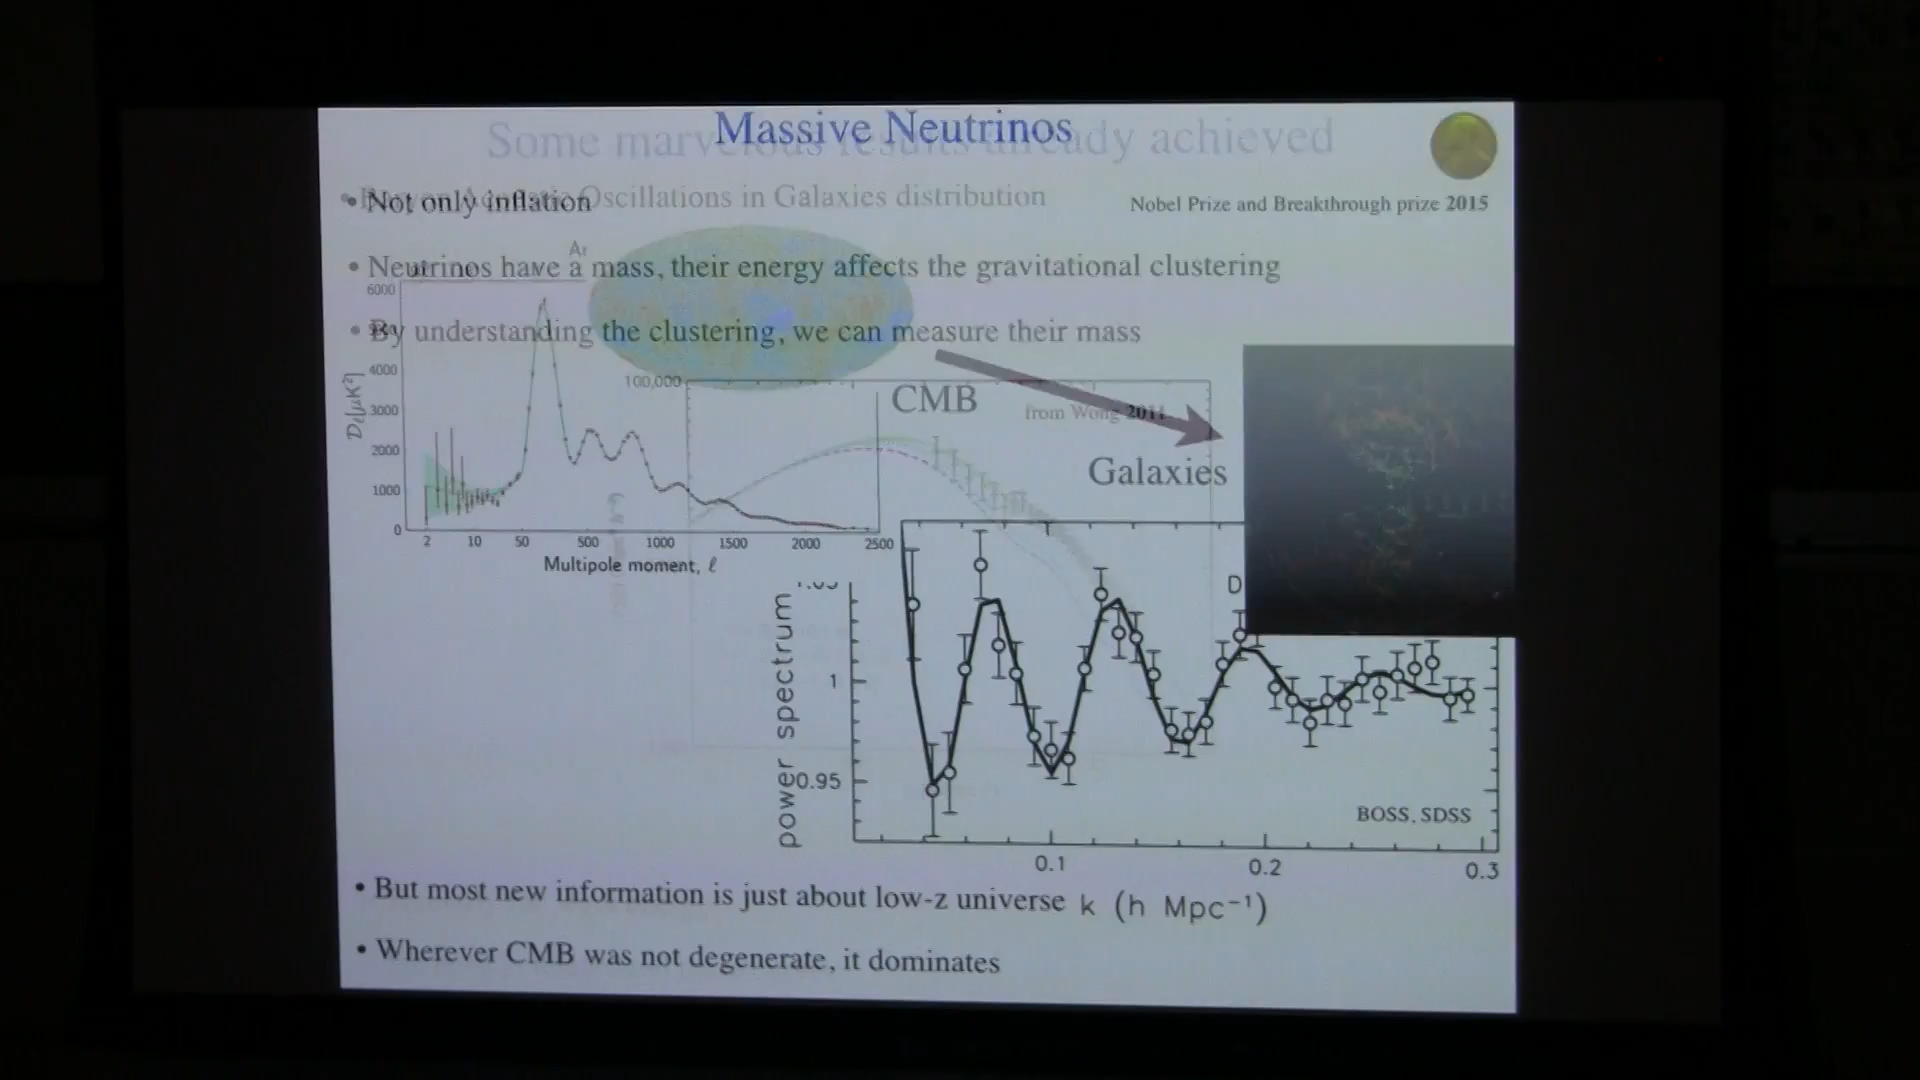 Massive Neutrinos
Some marvelous results already achieved
• Not only inflation
Oscillations in Galaxies distribution
Nobel Prize and Breakthrough prize 2015
• Neutrinos have a mass, their energy affects the gravitational clustering
• By understanding the clustering, we can measure their mass
6000
4000
3000
2000
1000
0
2 10 50 500 1000 1500 2000 2500
Multipole moment, ℓ
100,000
CMB
from Wong 2011
Galaxies
D
power spectrum
1
0.95
BOSS, SDSS
0.1 0.2 0.3
k (h Mpc⁻¹)
• But most new information is just about low-z universe
• Wherever CMB was not degenerate, it dominates